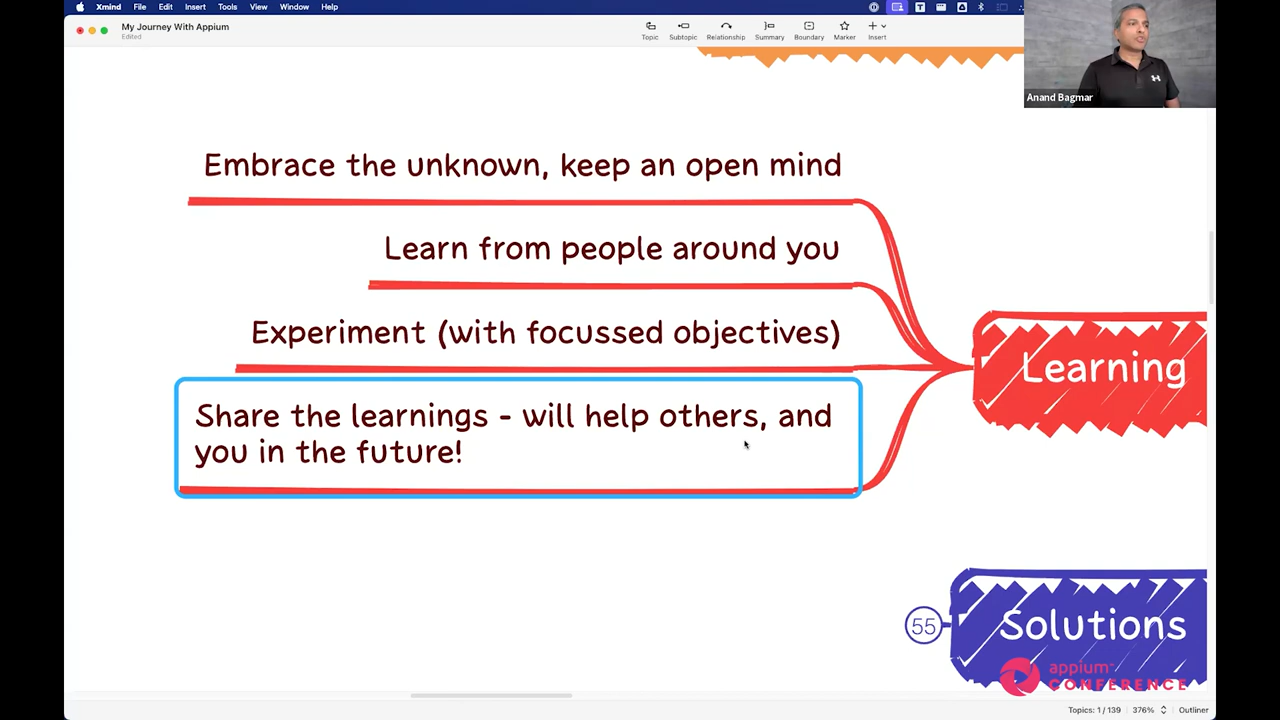 Xmind File Edit Insert Tools View Window Help
My Journey With Appium
Edited
Topic Subtopic Relationship Summary Boundary Marker Insert
Anand Bagmar
Embrace the unknown, keep an open mind
Learn from people around you
Experiment (with focussed objectives)
Share the learnings - will help others, and
you in the future!
Learning
55
Solutions
appium™
CONFERENCE
Topics: 1 / 139 376% Outliner